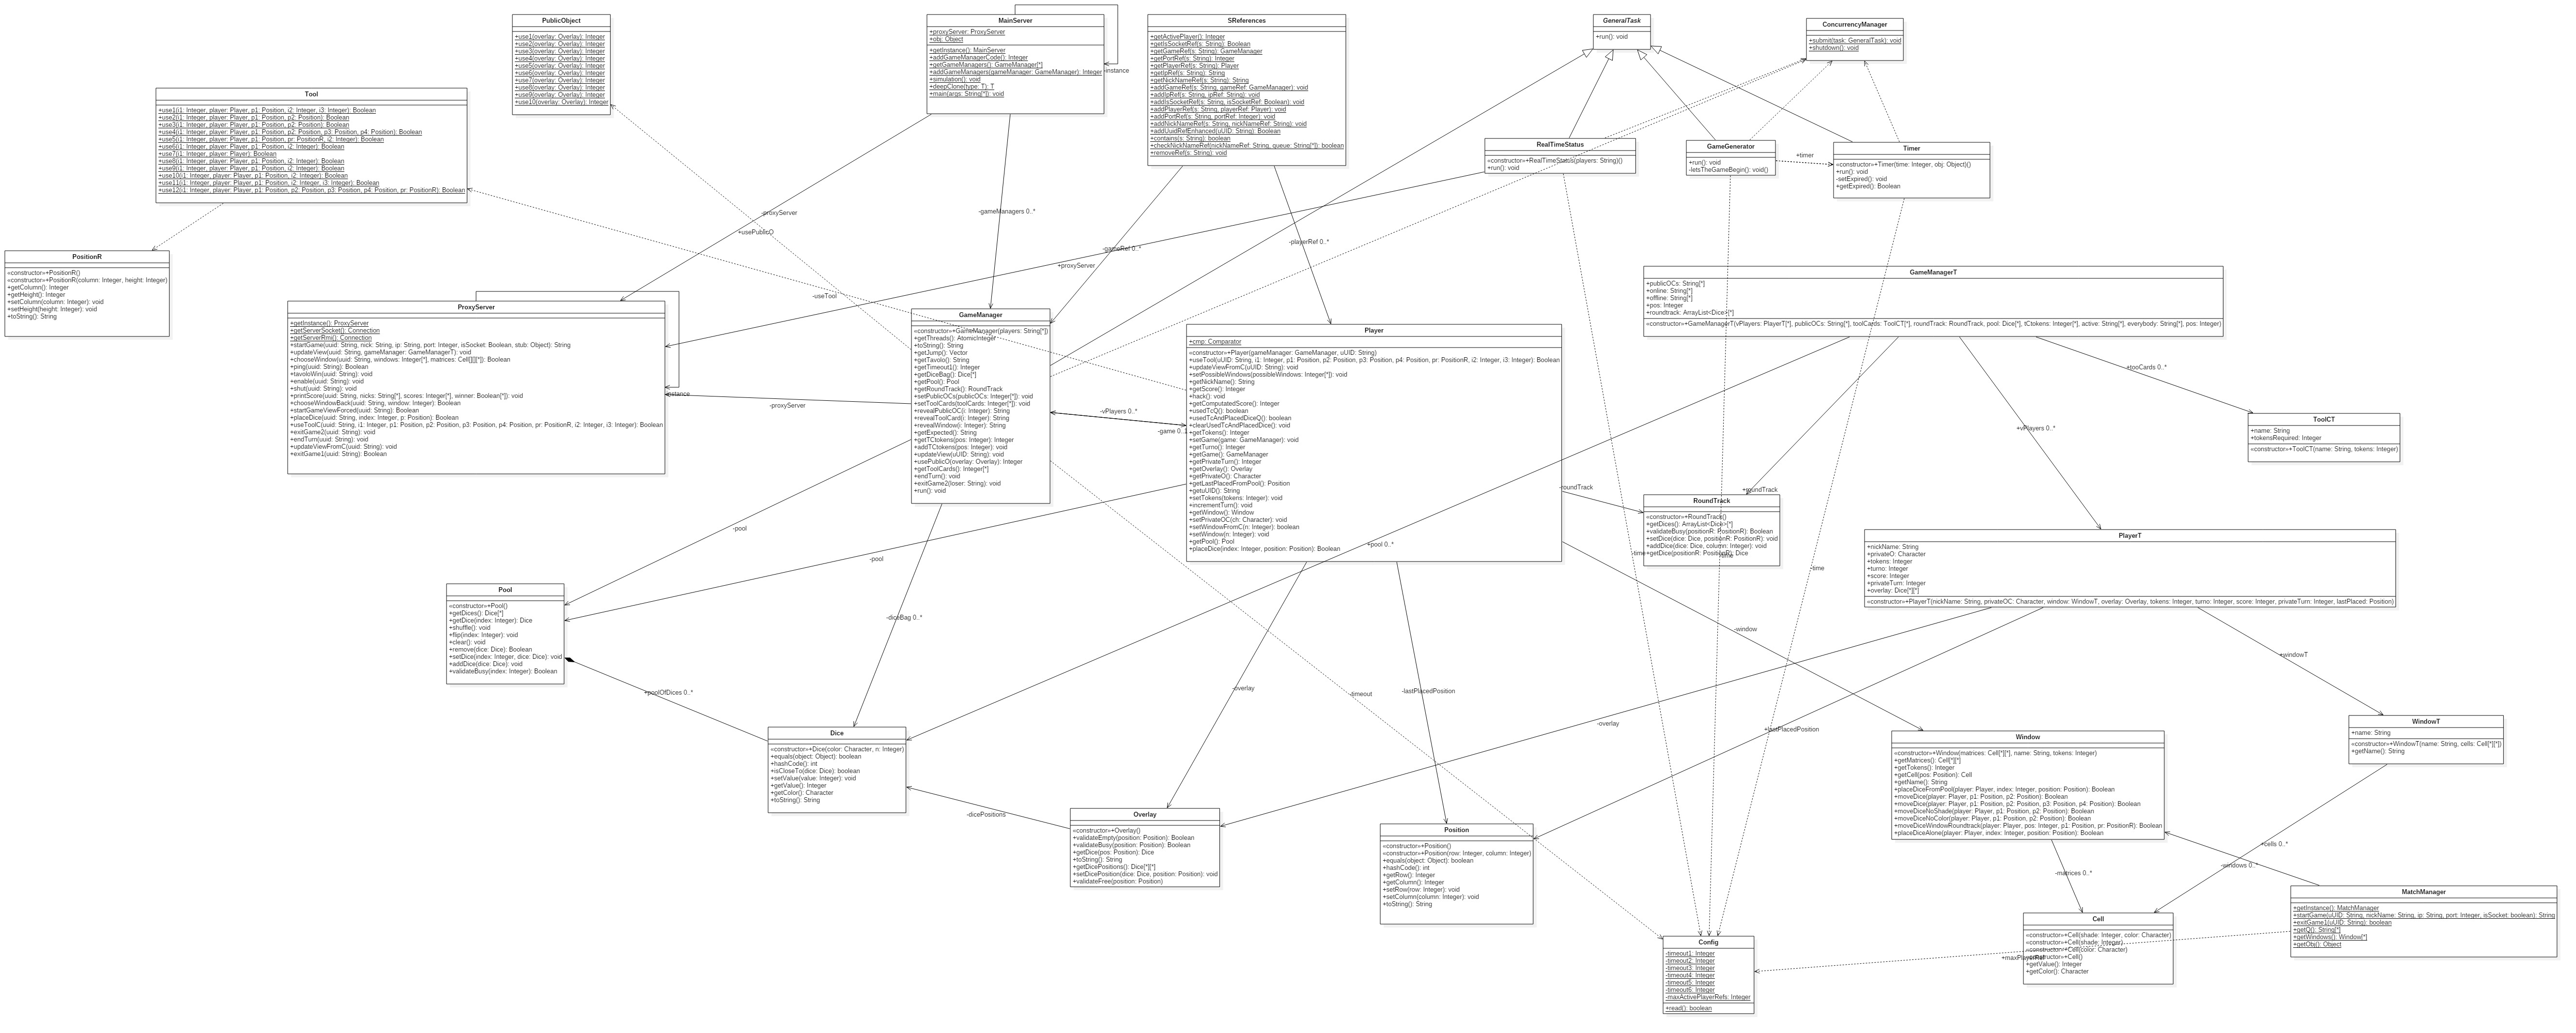 PublicObject
+use1(overlay: Overlay): Integer
+use2(overlay: Overlay): Integer
+use3(overlay: Overlay): Integer
+use4(overlay: Overlay): Integer
+use5(overlay: Overlay): Integer
+use6(overlay: Overlay): Integer
+use7(overlay: Overlay): Integer
+use8(overlay: Overlay): Integer
+use9(overlay: Overlay): Integer
+use10(overlay: Overlay): Integer
MainServer
+proxyServer: ProxyServer
+obj: Object
+getInstance(): MainServer
+addGameManagerCode(): Integer
+getGameManagers(): GameManager[*]
+addGameManagers(gameManager: GameManager): Integer
+simulation(): void
+deepClone(type: T): T
+main(args: String[*]): void
-instance
SReferences
+getActivePlayer(): Integer
+getIsSocketRef(s: String): Boolean
+getGameRef(s: String): GameManager
+getPortRef(s: String): Integer
+getPlayerRef(s: String): Player
+getIpRef(s: String): String
+getNickNameRef(s: String): String
+addGameRef(s: String, gameRef: GameManager): void
+addIpRef(s: String, ipRef: String): void
+addIsSocketRef(s: String, isSocketRef: Boolean): void
+addPlayerRef(s: String, playerRef: Player): void
+addPortRef(s: String, portRef: Integer): void
+addNickNameRef(s: String, nickNameRef: String): void
+addUuidRefEnhanced(uUID: String): Boolean
+contains(s: String): boolean
+checkNickNameRef(nickNameRef: String, queue: String[*]): boolean
+removeRef(s: String): void
GeneralTask
+run(): void
ConcurrencyManager
+submit(task: GeneralTask): void
+shutdown(): void
Tool
+use1(i1: Integer, player: Player, p1: Position, i2: Integer, i3: Integer): Boolean
+use2(i1: Integer, player: Player, p1: Position, p2: Position): Boolean
+use3(i1: Integer, player: Player, p1: Position, p2: Position): Boolean
+use4(i1: Integer, player: Player, p1: Position, p2: Position, p3: Position, p4: Position): Boolean
+use5(i1: Integer, player: Player, p1: Position, pr: PositionR, i2: Integer): Boolean
+use6(i1: Integer, player: Player, p1: Position, i2: Integer): Boolean
+use7(i1: Integer, player: Player): Boolean
+use8(i1: Integer, player: Player, p1: Position, i2: Integer): Boolean
+use9(i1: Integer, player: Player, p1: Position, i2: Integer): Boolean
+use10(i1: Integer, player: Player, p1: Position, i2: Integer): Boolean
+use11(i1: Integer, player: Player, p1: Position, i2: Integer, i3: Integer): Boolean
+use12(i1: Integer, player: Player, p1: Position, p2: Position, p3: Position, p4: Position, pr: PositionR): Boolean
RealTimeStatus
«constructor»+RealTimeStatus(players: String)()
+run(): void
GameGenerator
+run(): void
-letsTheGameBegin(): void()
+timer
Timer
«constructor»+Timer(time: Integer, obj: Object)()
+run(): void
-setExpired(): void
+getExpired(): Boolean
-proxyServer
+usePublicO
-gameManagers 0..*
-gameRef 0..*
-playerRef 0..*
+proxyServer
-useTool
PositionR
«constructor»+PositionR()
«constructor»+PositionR(column: Integer, height: Integer)
+getColumn(): Integer
+getHeight(): Integer
+setColumn(column: Integer): void
+setHeight(height: Integer): void
+toString(): String
ProxyServer
+getInstance(): ProxyServer
+getServerSocket(): Connection
+getServerRmi(): Connection
+startGame(uuid: String, nick: String, ip: String, port: Integer, isSocket: Boolean, stub: Object): String
+updateView(uuid: String, gameManager: GameManagerT): void
+chooseWindow(uuid: String, windows: Integer[*], matrices: Cell[][][*]): Boolean
+ping(uuid: String): Boolean
+tavoloWin(uuid: String): void
+enable(uuid: String): void
+shut(uuid: String): void
+printScore(uuid: String, nicks: String[*], scores: Integer[*], winner: Boolean[*]): void
+chooseWindowBack(uuid: String, window: Integer): Boolean
+startGameViewForced(uuid: String): Boolean
+placeDice(uuid: String, index: Integer, p: Position): Boolean
+useToolC(uuid: String, i1: Integer, p1: Position, p2: Position, p3: Position, p4: Position, pr: PositionR, i2: Integer, i3: Integer): Boolean
+exitGame2(uuid: String): void
+endTurn(uuid: String): void
+updateViewFromC(uuid: String): void
+exitGame1(uuid: String): Boolean
-instance
-proxyServer
GameManager
«constructor»+GameManager(players: String[*])
+getThreads(): AtomicInteger
+toString(): String
+getJump(): Vector
+getTavolo(): String
+getTimeout1(): Integer
+getDiceBag(): Dice[*]
+getPool(): Pool
+getRoundTrack(): RoundTrack
+setPublicOCs(publicOCs: Integer[*]): void
+setToolCards(toolCards: Integer[*]): void
+revealPublicOC(i: Integer): String
+revealToolCard(i: Integer): String
+revealWindow(i: Integer): String
+getExpected(): String
+getTCtokens(pos: Integer): Integer
+addTCtokens(pos: Integer): void
+updateView(uUID: String): void
+usePublicO(overlay: Overlay): Integer
+getToolCards(): Integer[*]
+endTurn(): void
+exitGame2(loser: String): void
+run(): void
-vPlayers 0..*
-game 0..1
Player
+cmp: Comparator
«constructor»+Player(gameManager: GameManager, uUID: String)
+useTool(uUID: String, i1: Integer, p1: Position, p2: Position, p3: Position, p4: Position, pr: PositionR, i2: Integer, i3: Integer): Boolean
+updateViewFromC(uUID: String): void
+setPossibleWindows(possibleWindows: Integer[*]): void
+getNickName(): String
+getScore(): Integer
+hack(): void
+getComputatedScore(): Integer
+usedTcQ(): boolean
+usedTcAndPlacedDiceQ(): boolean
+clearUsedTcAndPlacedDice(): void
+getTokens(): Integer
+setGame(game: GameManager): void
+getTurno(): Integer
+getGame(): GameManager
+getPrivateTurn(): Integer
+getOverlay(): Overlay
+getPrivateO(): Character
+getLastPlacedFromPool(): Position
+getuUID(): String
+setTokens(tokens: Integer): void
+incrementTurn(): void
+getWindow(): Window
+setPrivateOC(ch: Character): void
+setWindowFromC(n: Integer): boolean
+setWindow(n: Integer): void
+getPool(): Pool
+placeDice(index: Integer, position: Position): Boolean
GameManagerT
+publicOCs: String[*]
+online: String[*]
+offline: String[*]
+pos: Integer
+roundtrack: ArrayList<Dice>[*]
«constructor»+GameManagerT(vPlayers: PlayerT[*], publicOCs: String[*], toolCards: ToolCT[*], roundTrack: RoundTrack, pool: Dice[*], tCtokens: Integer[*], active: String[*], everybody: String[*], pos: Integer)
+tooCards 0..*
ToolCT
+name: String
+tokensRequired: Integer
«constructor»+ToolCT(name: String, tokens: Integer)
+vPlayers 0..*
-roundTrack
+roundTrack
RoundTrack
«constructor»+RoundTrack()
+getDices(): ArrayList<Dice>[*]
+validateBusy(positionR: PositionR): Boolean
+setDice(dice: Dice, positionR: PositionR): void
+addDice(dice: Dice, column: Integer): void
+getDice(positionR: PositionR): Dice
-time
-time
-time
+pool 0..*
-pool
-pool
PlayerT
+nickName: String
+privateO: Character
+tokens: Integer
+turno: Integer
+score: Integer
+privateTurn: Integer
+overlay: Dice[*][*]
«constructor»+PlayerT(nickName: String, privateOC: Character, window: WindowT, overlay: Overlay, tokens: Integer, turno: Integer, score: Integer, privateTurn: Integer, lastPlaced: Position)
Pool
«constructor»+Pool()
+getDices(): Dice[*]
+getDice(index: Integer): Dice
+shuffle(): void
+flip(index: Integer): void
+clear(): void
+remove(dice: Dice): Boolean
+setDice(index: Integer, dice: Dice): void
+addDice(dice: Dice): void
+validateBusy(index: Integer): Boolean
-diceBag 0..*
-window
+windowT
+poolOfDices 0..*
-overlay
-lastPlacedPosition
-timeout
-overlay
+lastPlacedPosition
Dice
«constructor»+Dice(color: Character, n: Integer)
+equals(object: Object): boolean
+hashCode(): int
+isCloseTo(dice: Dice): boolean
+setValue(value: Integer): void
+getValue(): Integer
+getColor(): Character
+toString(): String
-dicePositions
Overlay
«constructor»+Overlay()
+validateEmpty(position: Position): Boolean
+validateBusy(position: Position): Boolean
+getDice(pos: Position): Dice
+toString(): String
+getDicePositions(): Dice[*][*]
+setDicePosition(dice: Dice, position: Position): void
+validateFree(position: Position)
Position
«constructor»+Position()
«constructor»+Position(row: Integer, column: Integer)
+equals(object: Object): boolean
+hashCode(): int
+getRow(): Integer
+getColumn(): Integer
+setRow(row: Integer): void
+setColumn(column: Integer): void
+toString(): String
Window
«constructor»+Window(matrices: Cell[*][*], name: String, tokens: Integer)
+getMatrices(): Cell[*][*]
+getTokens(): Integer
+getCell(pos: Position): Cell
+getName(): String
+placeDiceFromPool(player: Player, index: Integer, position: Position): Boolean
+moveDice(player: Player, p1: Position, p2: Position): Boolean
+moveDice(player: Player, p1: Position, p2: Position, p3: Position, p4: Position): Boolean
+moveDiceNoShade(player: Player, p1: Position, p2: Position): Boolean
+moveDiceNoColor(player: Player, p1: Position, p2: Position): Boolean
+moveDiceWindowRoundtrack(player: Player, pos: Integer, p1: Position, pr: PositionR): Boolean
+placeDiceAlone(player: Player, index: Integer, position: Position): Boolean
WindowT
+name: String
«constructor»+WindowT(name: String, cells: Cell[*][*])
+getName(): String
+cells 0..*
-windows 0..*
-matrices 0..*
MatchManager
+getInstance(): MatchManager
+startGame(uUID: String, nickName: String, ip: String, port: Integer, isSocket: boolean): String
+exitGame1(uUID: String): boolean
+getQ(): String[*]
+getWindows(): Window[*]
+getObj(): Object
Cell
«constructor»+Cell(shade: Integer, color: Character)
«constructor»+Cell(shade: Integer)
«constructor»+Cell(color: Character)
«constructor»+Cell()
+getValue(): Integer
+getColor(): Character
+maxPlayerRef
Config
-timeout1: Integer
-timeout2: Integer
-timeout3: Integer
-timeout4: Integer
-timeout5: Integer
-timeout6: Integer
-maxActivePlayerRefs: Integer
+read(): boolean